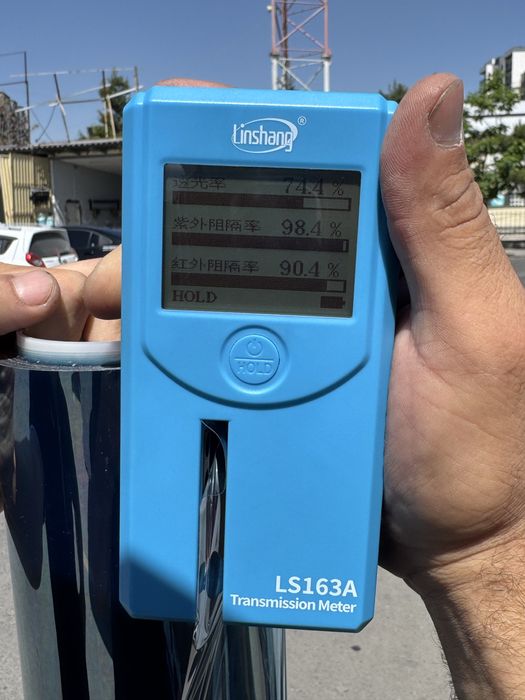 Linshang®
透光率 74.4 %
紫外阻隔率 98.4 %
紅外阻隔率 90.4 %
HOLD
HOLD
LS163A
Transmission Meter